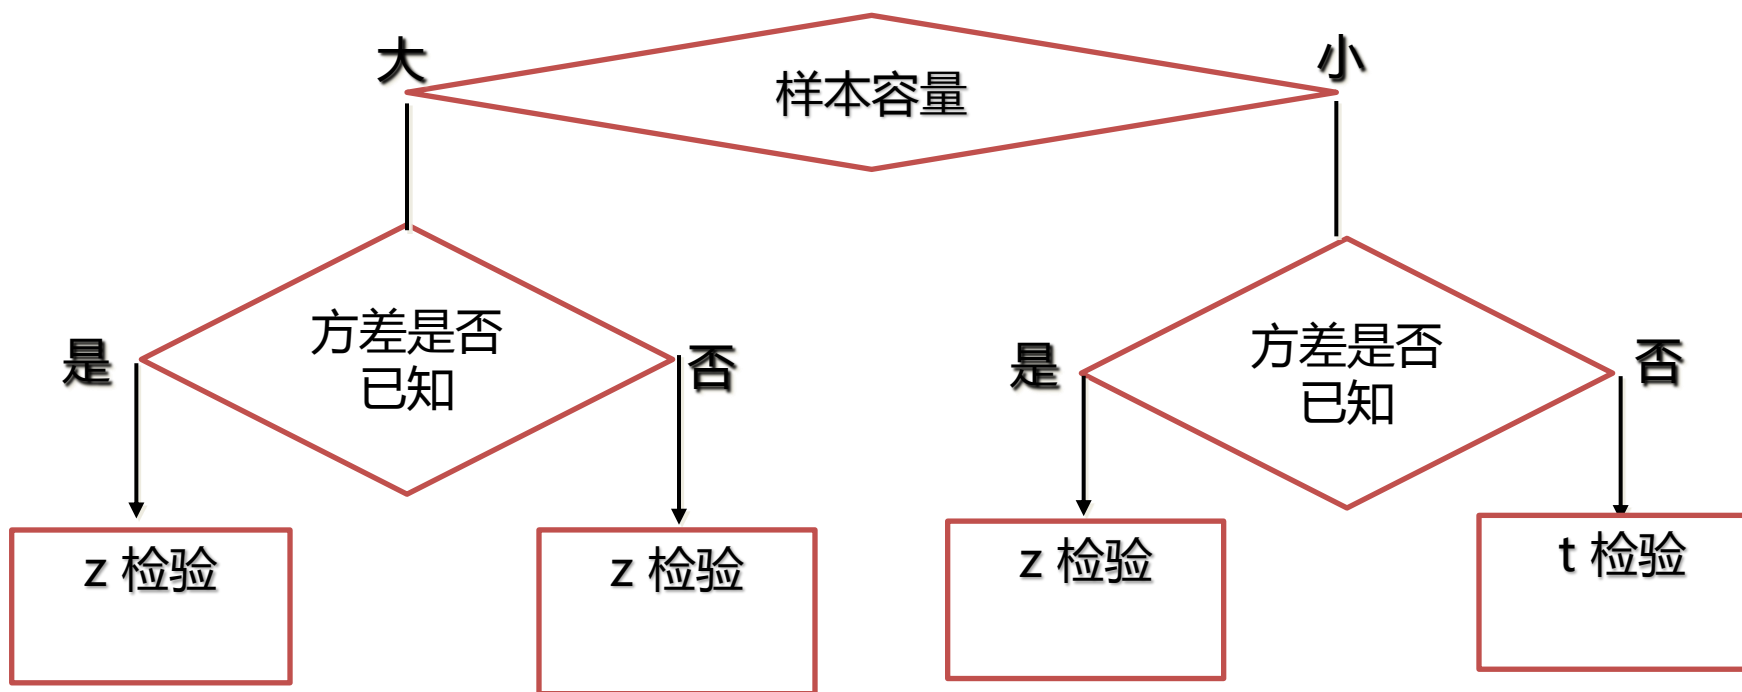 大
样本容量
小
方差是否
已知
是
否
方差是否
已知
是
否
z 检验
z 检验
z 检验
t 检验